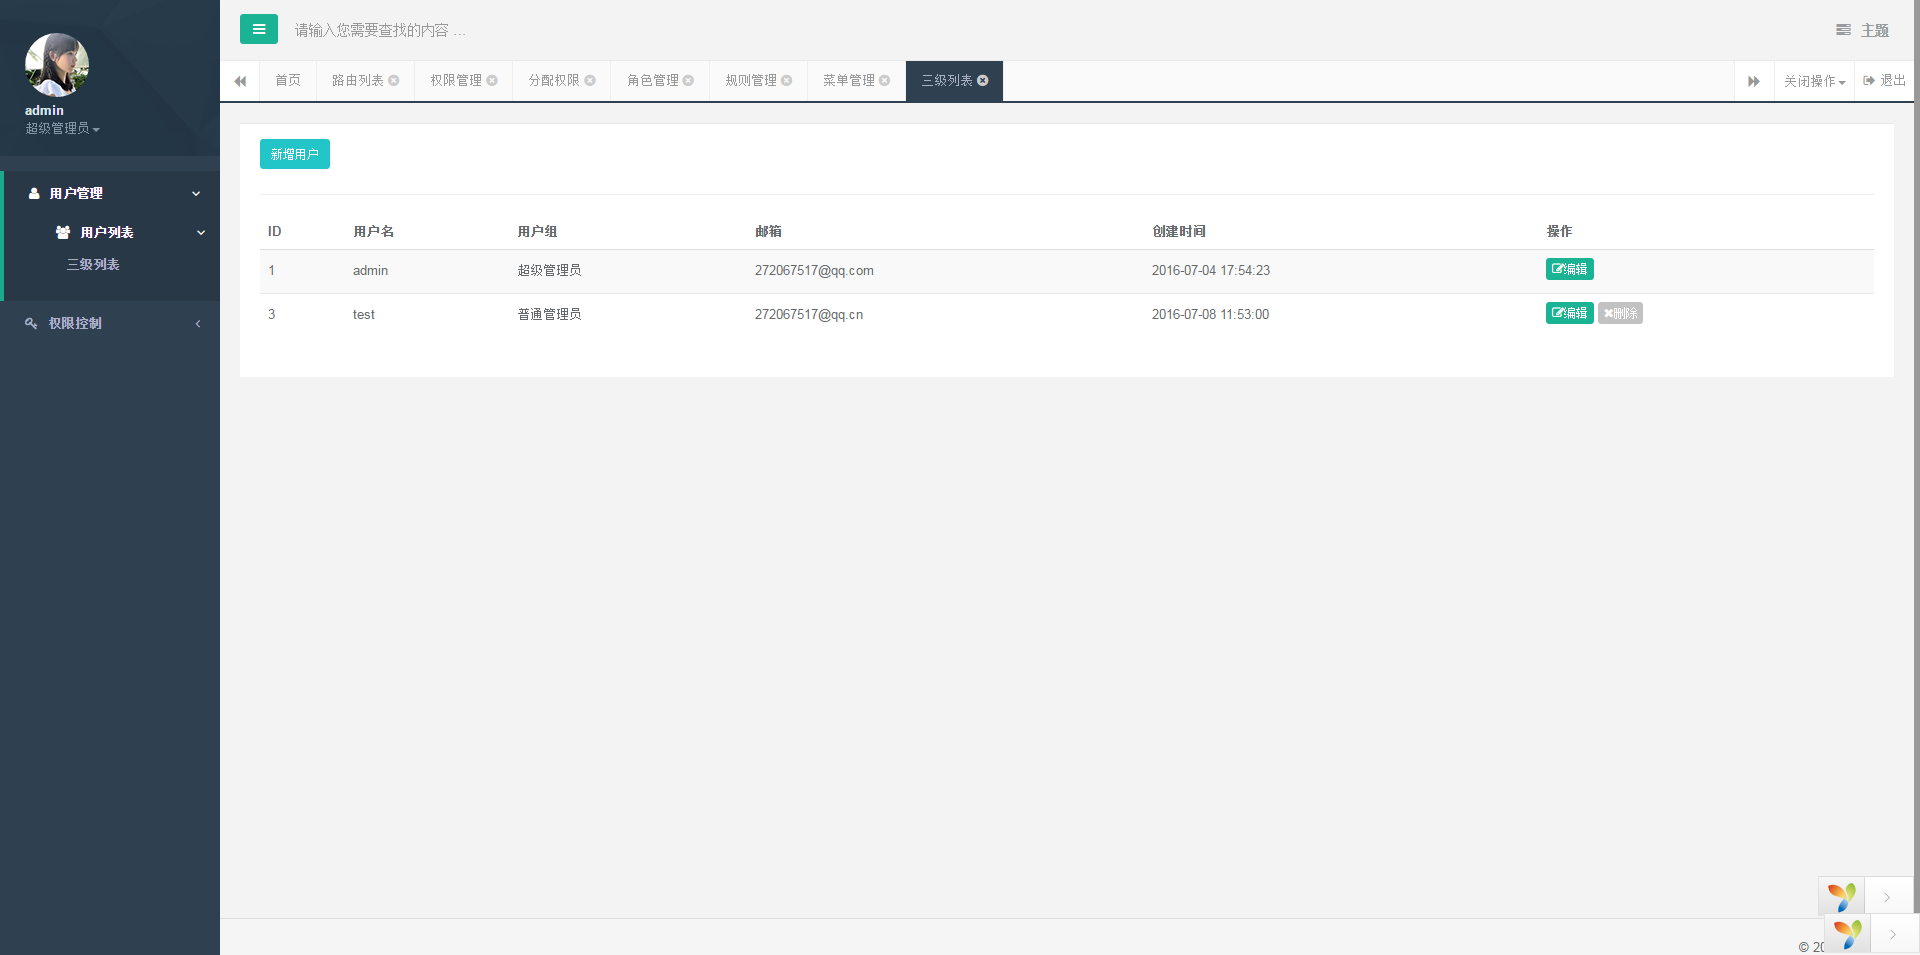 admin
超级管理员
用户管理
用户列表
三级列表
权限控制
请输入您需要查找的内容 …
主题
首页 路由列表 权限管理 分配权限 角色管理 规则管理 菜单管理 三级列表 关闭操作 退出
新增用户
ID 用户名 用户组 邮箱 创建时间 操作
1 admin 超级管理员 272067517@qq.com 2016-07-04 17:54:23 编辑
3 test 普通管理员 272067517@qq.cn 2016-07-08 11:53:00 编辑 删除
© 20